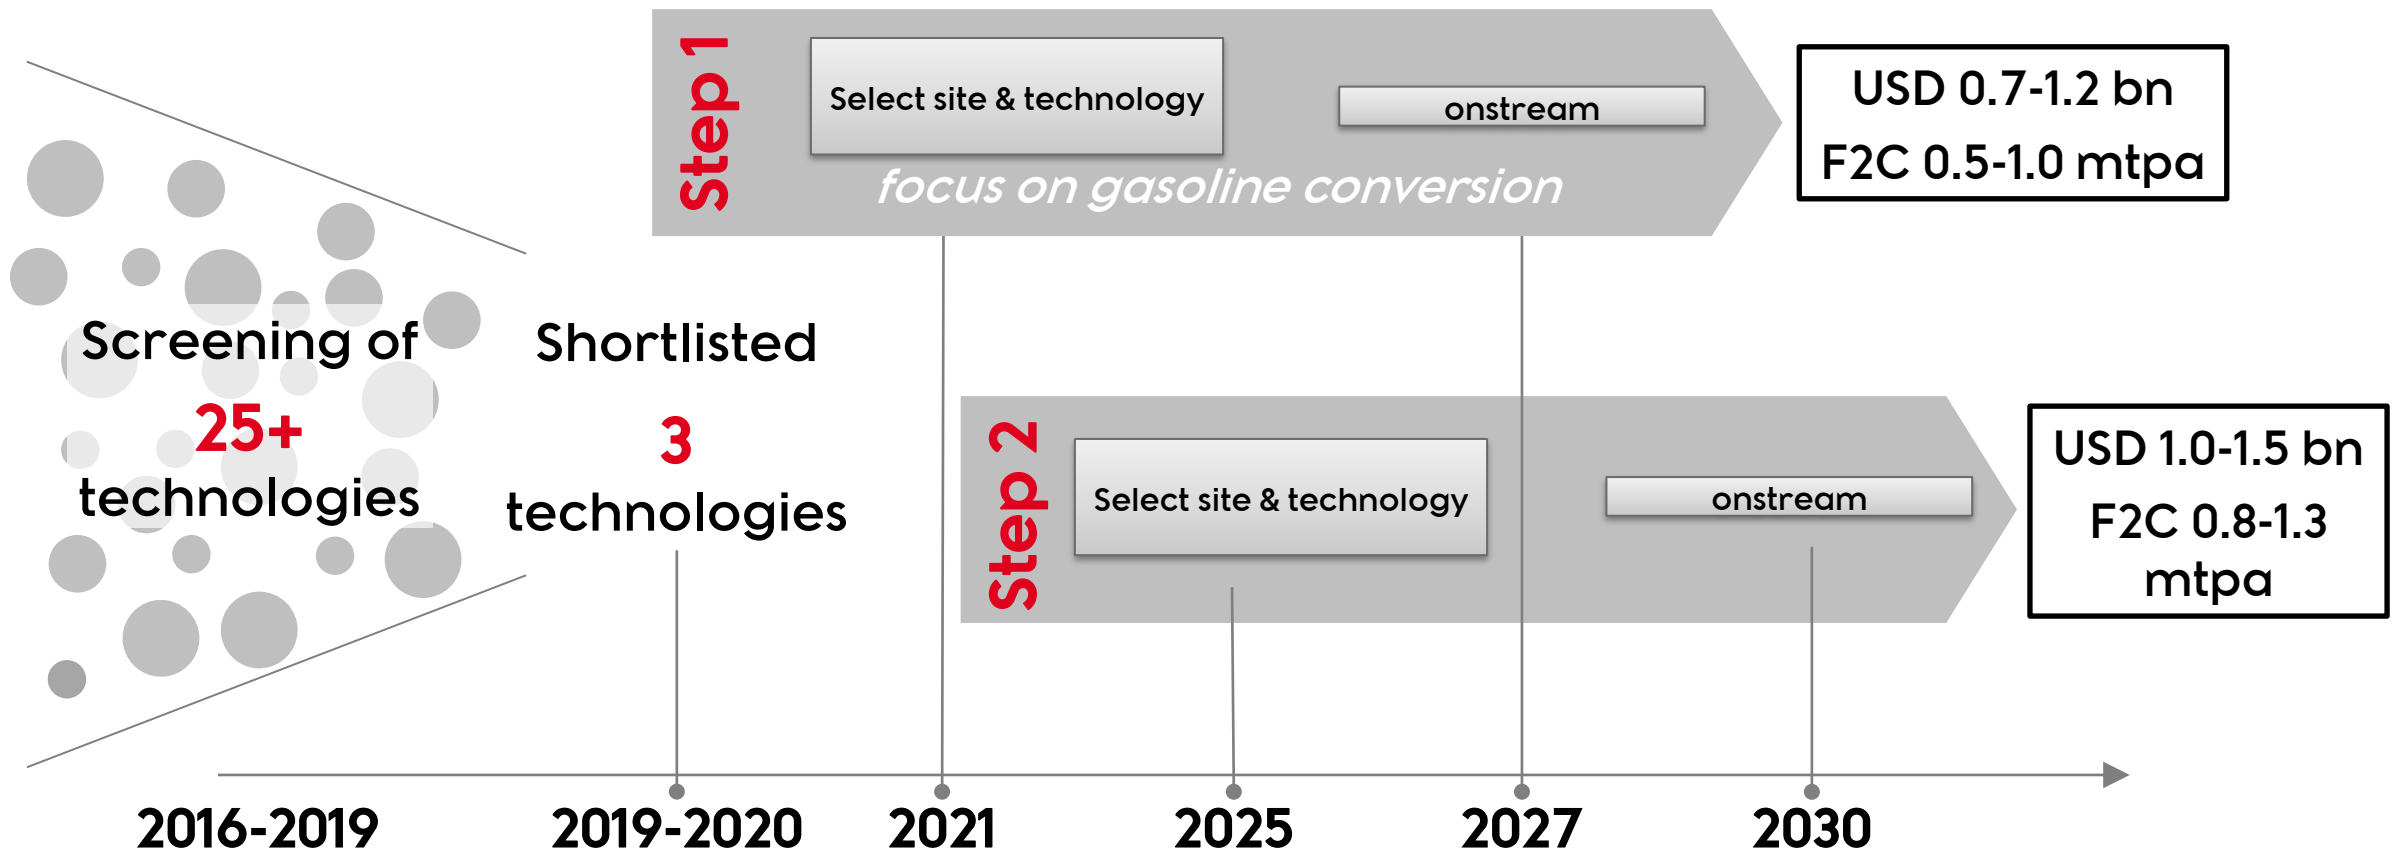 Step 1
Select site & technology
onstream
focus on gasoline conversion
USD 0.7-1.2 bn
F2C 0.5-1.0 mtpa
Screening of
25+
technologies
Shortlisted
3
technologies
Step 2
Select site & technology
onstream
USD 1.0-1.5 bn
F2C 0.8-1.3
mtpa
2016-2019
2019-2020
2021
2025
2027
2030